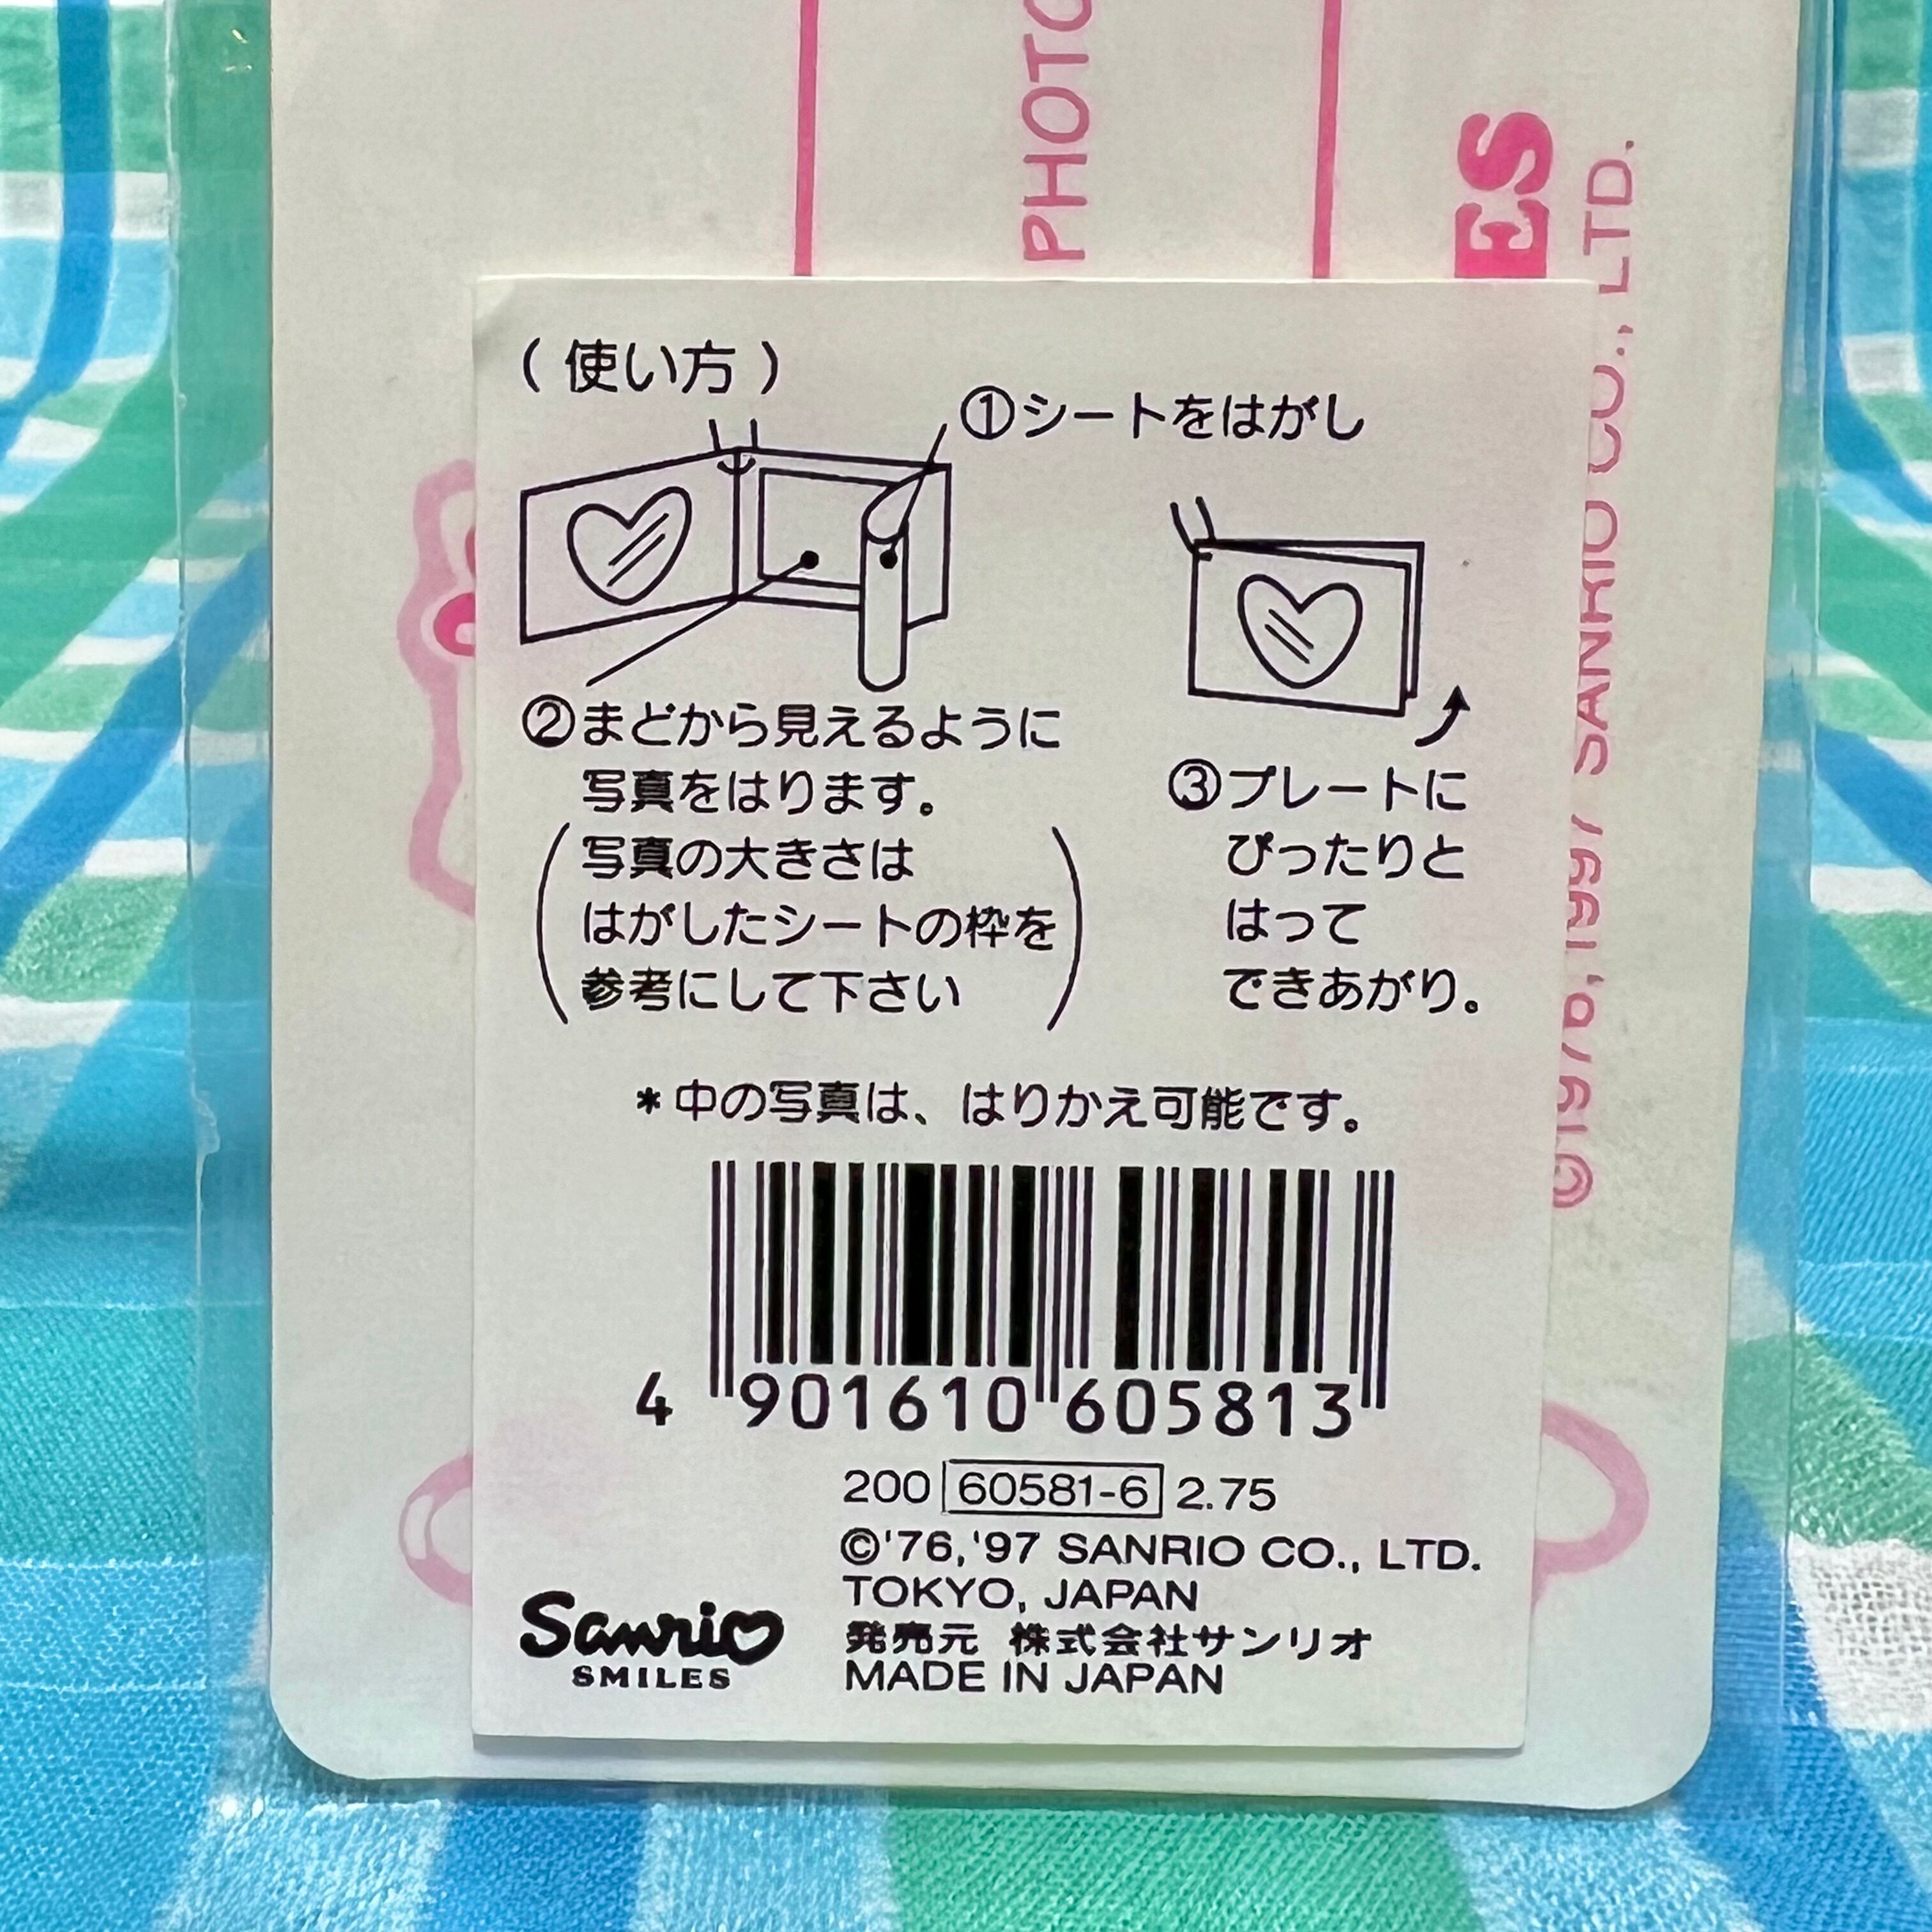 PHOTO
ES
©1976, 1997 SANRIO CO., LTD.
(使い方)
①シートをはがし
②まどから見えるように
写真をはります。
(写真の大きさは
はがしたシートの枠を
参考にして下さい)
③プレートに
ぴったりと
はって
できあがり。
*中の写真は、はりかえ可能です。
4 901610 605813
200 60581-6 2.75
©'76,'97 SANRIO CO., LTD.
TOKYO, JAPAN
発売元 株式会社サンリオ
MADE IN JAPAN
Sanrio
SMILES